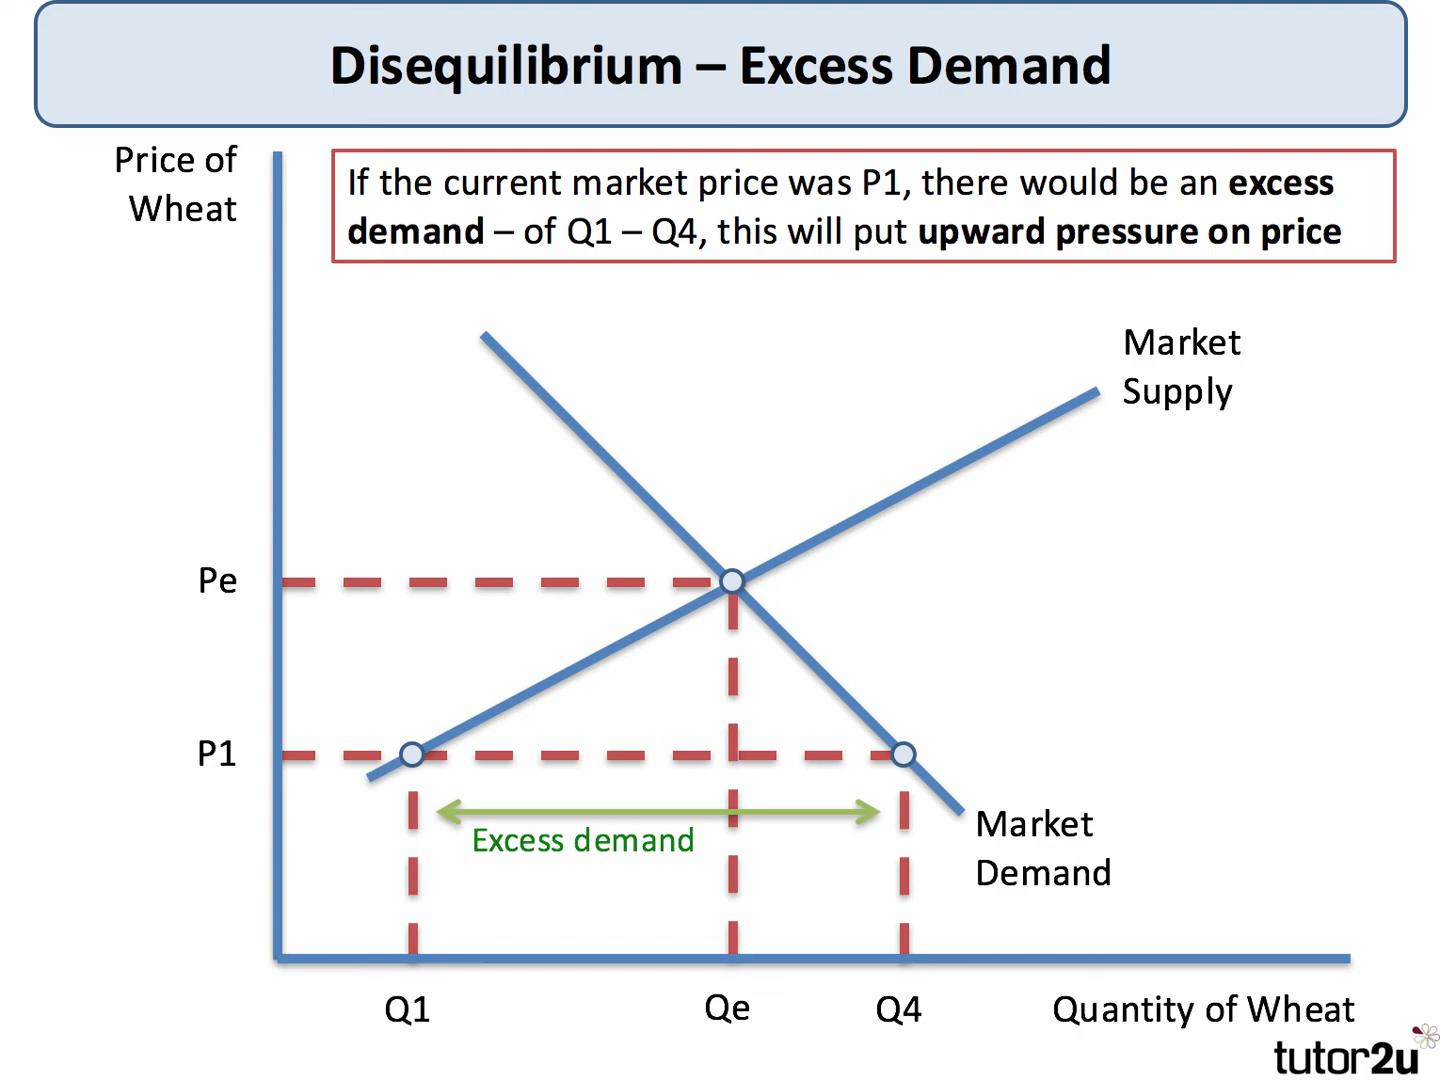 Disequilibrium – Excess Demand
Price of
Wheat
If the current market price was P1, there would be an excess
demand – of Q1 – Q4, this will put upward pressure on price
Market
Supply
Pe
P1
Excess demand
Market
Demand
Q1
Qe
Q4
Quantity of Wheat
tutor2u